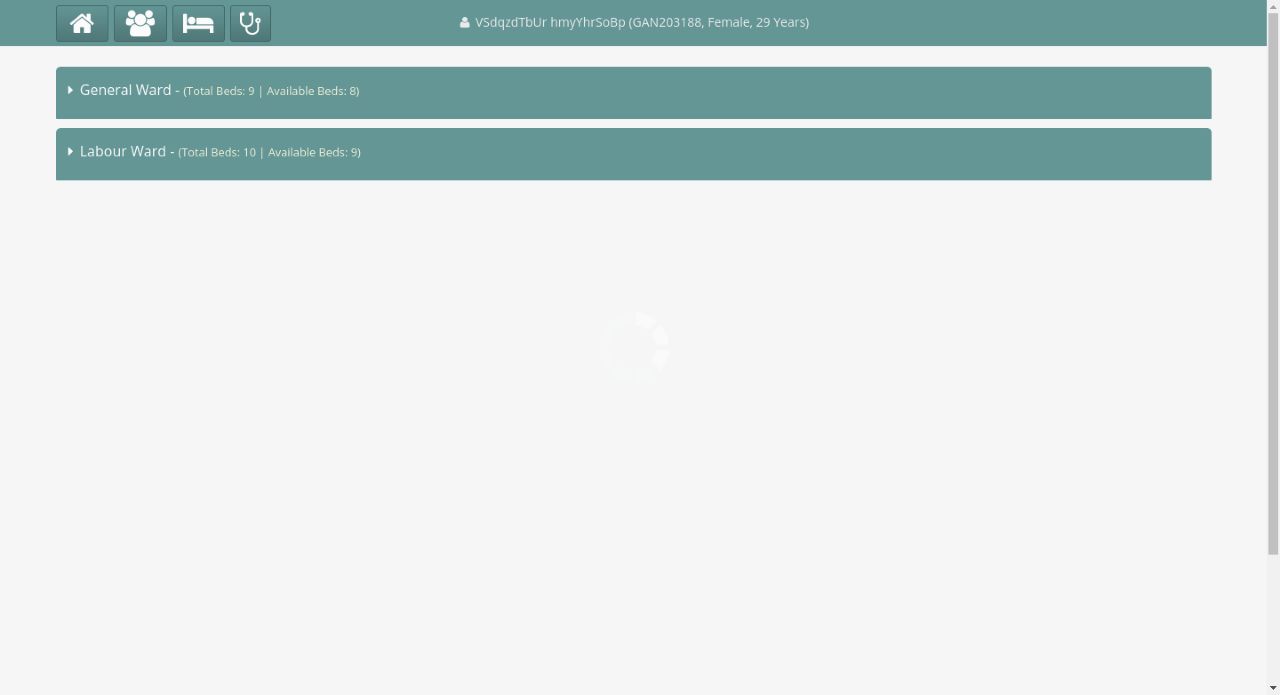 VSdqzdTbUr hmyYhrSoBp (GAN203188, Female, 29 Years)
General Ward - (Total Beds: 9 | Available Beds: 8)
Labour Ward - (Total Beds: 10 | Available Beds: 9)